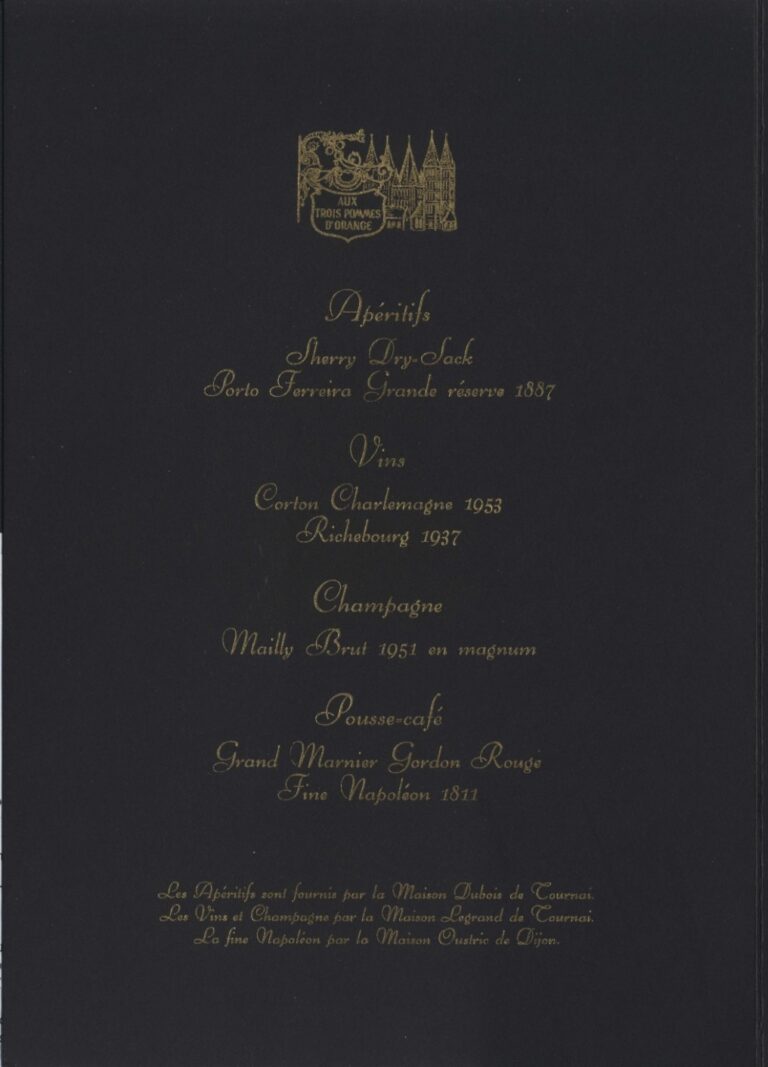 AUX
TROIS POMMES
D'ORANGE
Apéritifs
Sherry Dry-Sack
Porto Ferreira Grande réserve 1887
Vins
Corton Charlemagne 1953
Richebourg 1937
Champagne
Mailly Brut 1951 en magnum
Pousse-café
Grand Marnier Gordon Rouge
Fine Napoléon 1811
Les Apéritifs sont fournis par la Maison Dubois de Tournai.
Les Vins et Champagne par la Maison Legrand de Tournai.
La fine Napoléon par la Maison Oustric de Dijon.